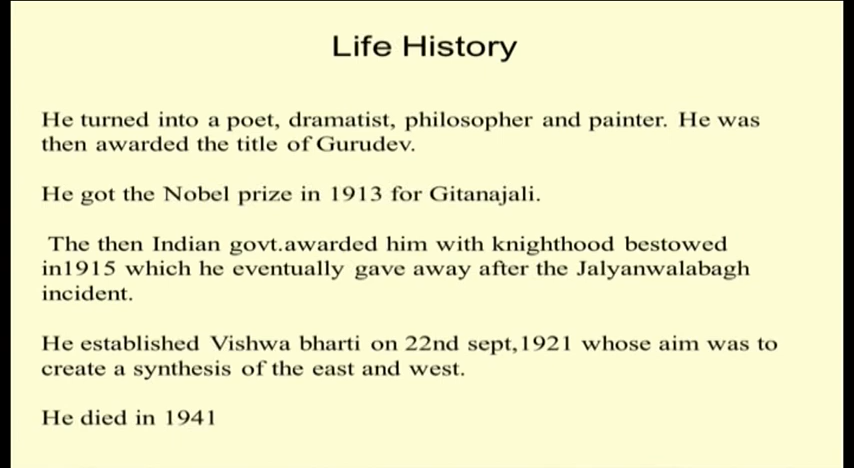 Life History
He turned into a poet, dramatist, philosopher and painter. He was
then awarded the title of Gurudev.
He got the Nobel prize in 1913 for Gitanajali.
The then Indian govt.awarded him with knighthood bestowed
in1915 which he eventually gave away after the Jalyanwalabagh
incident.
He established Vishwa bharti on 22nd sept,1921 whose aim was to
create a synthesis of the east and west.
He died in 1941